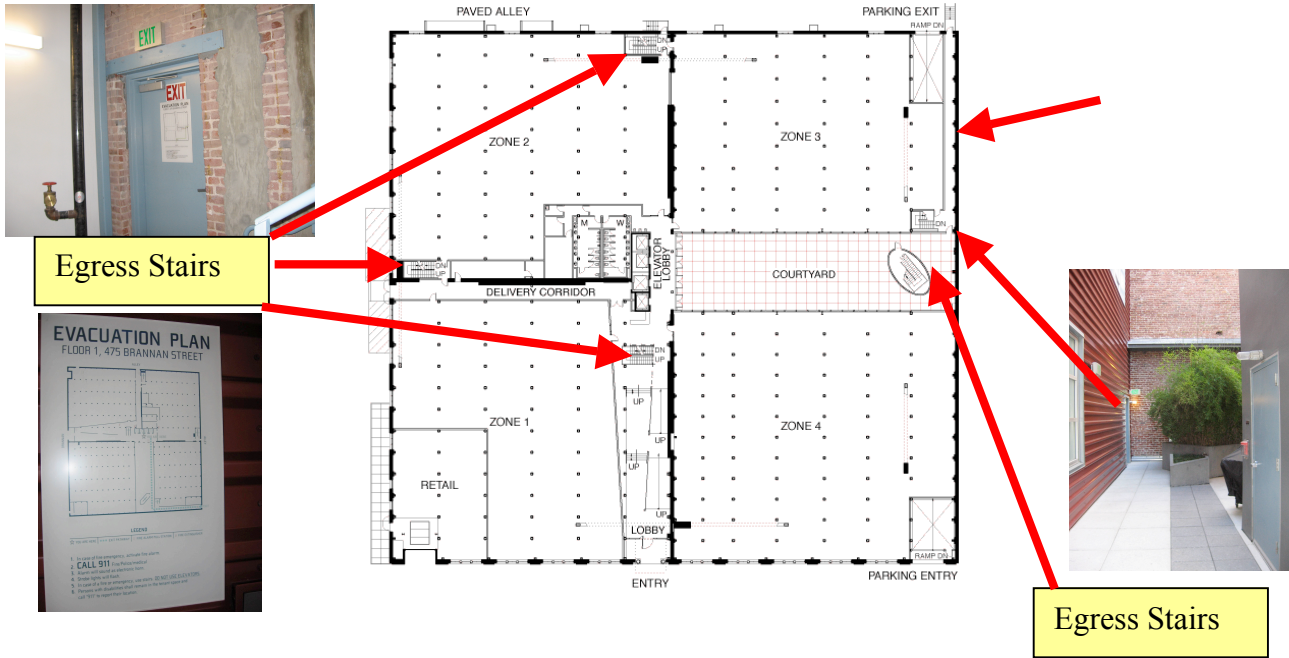 PAVED ALLEY
PARKING EXIT
RAMP DN
EXIT
EXIT
EVACUATION PLAN
DN
UP
ZONE 2
ZONE 3
M
W
DN
Egress Stairs
DN
UP
ELEVATOR
LOBBY
COURTYARD
DELIVERY CORRIDOR
EVACUATION PLAN
FLOOR 1, 475 BRANNAN STREET
DN
UP
UP
ZONE 1
ZONE 4
UP
UP
RETAIL
UP
LOBBY
LEGEND
CALL 911
RAMP DN
ENTRY
PARKING ENTRY
Egress Stairs